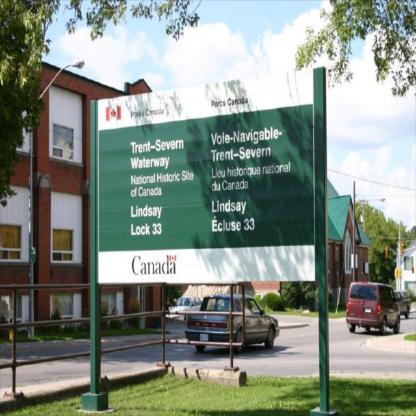 Parks Canada
Parcs Canada
Trent–Severn
Waterway
National Historic Site
of Canada
Lindsay
Lock 33
Voie-Navigable-
Trent–Severn
Lieu historique national
du Canada
Lindsay
Écluse 33
Canada